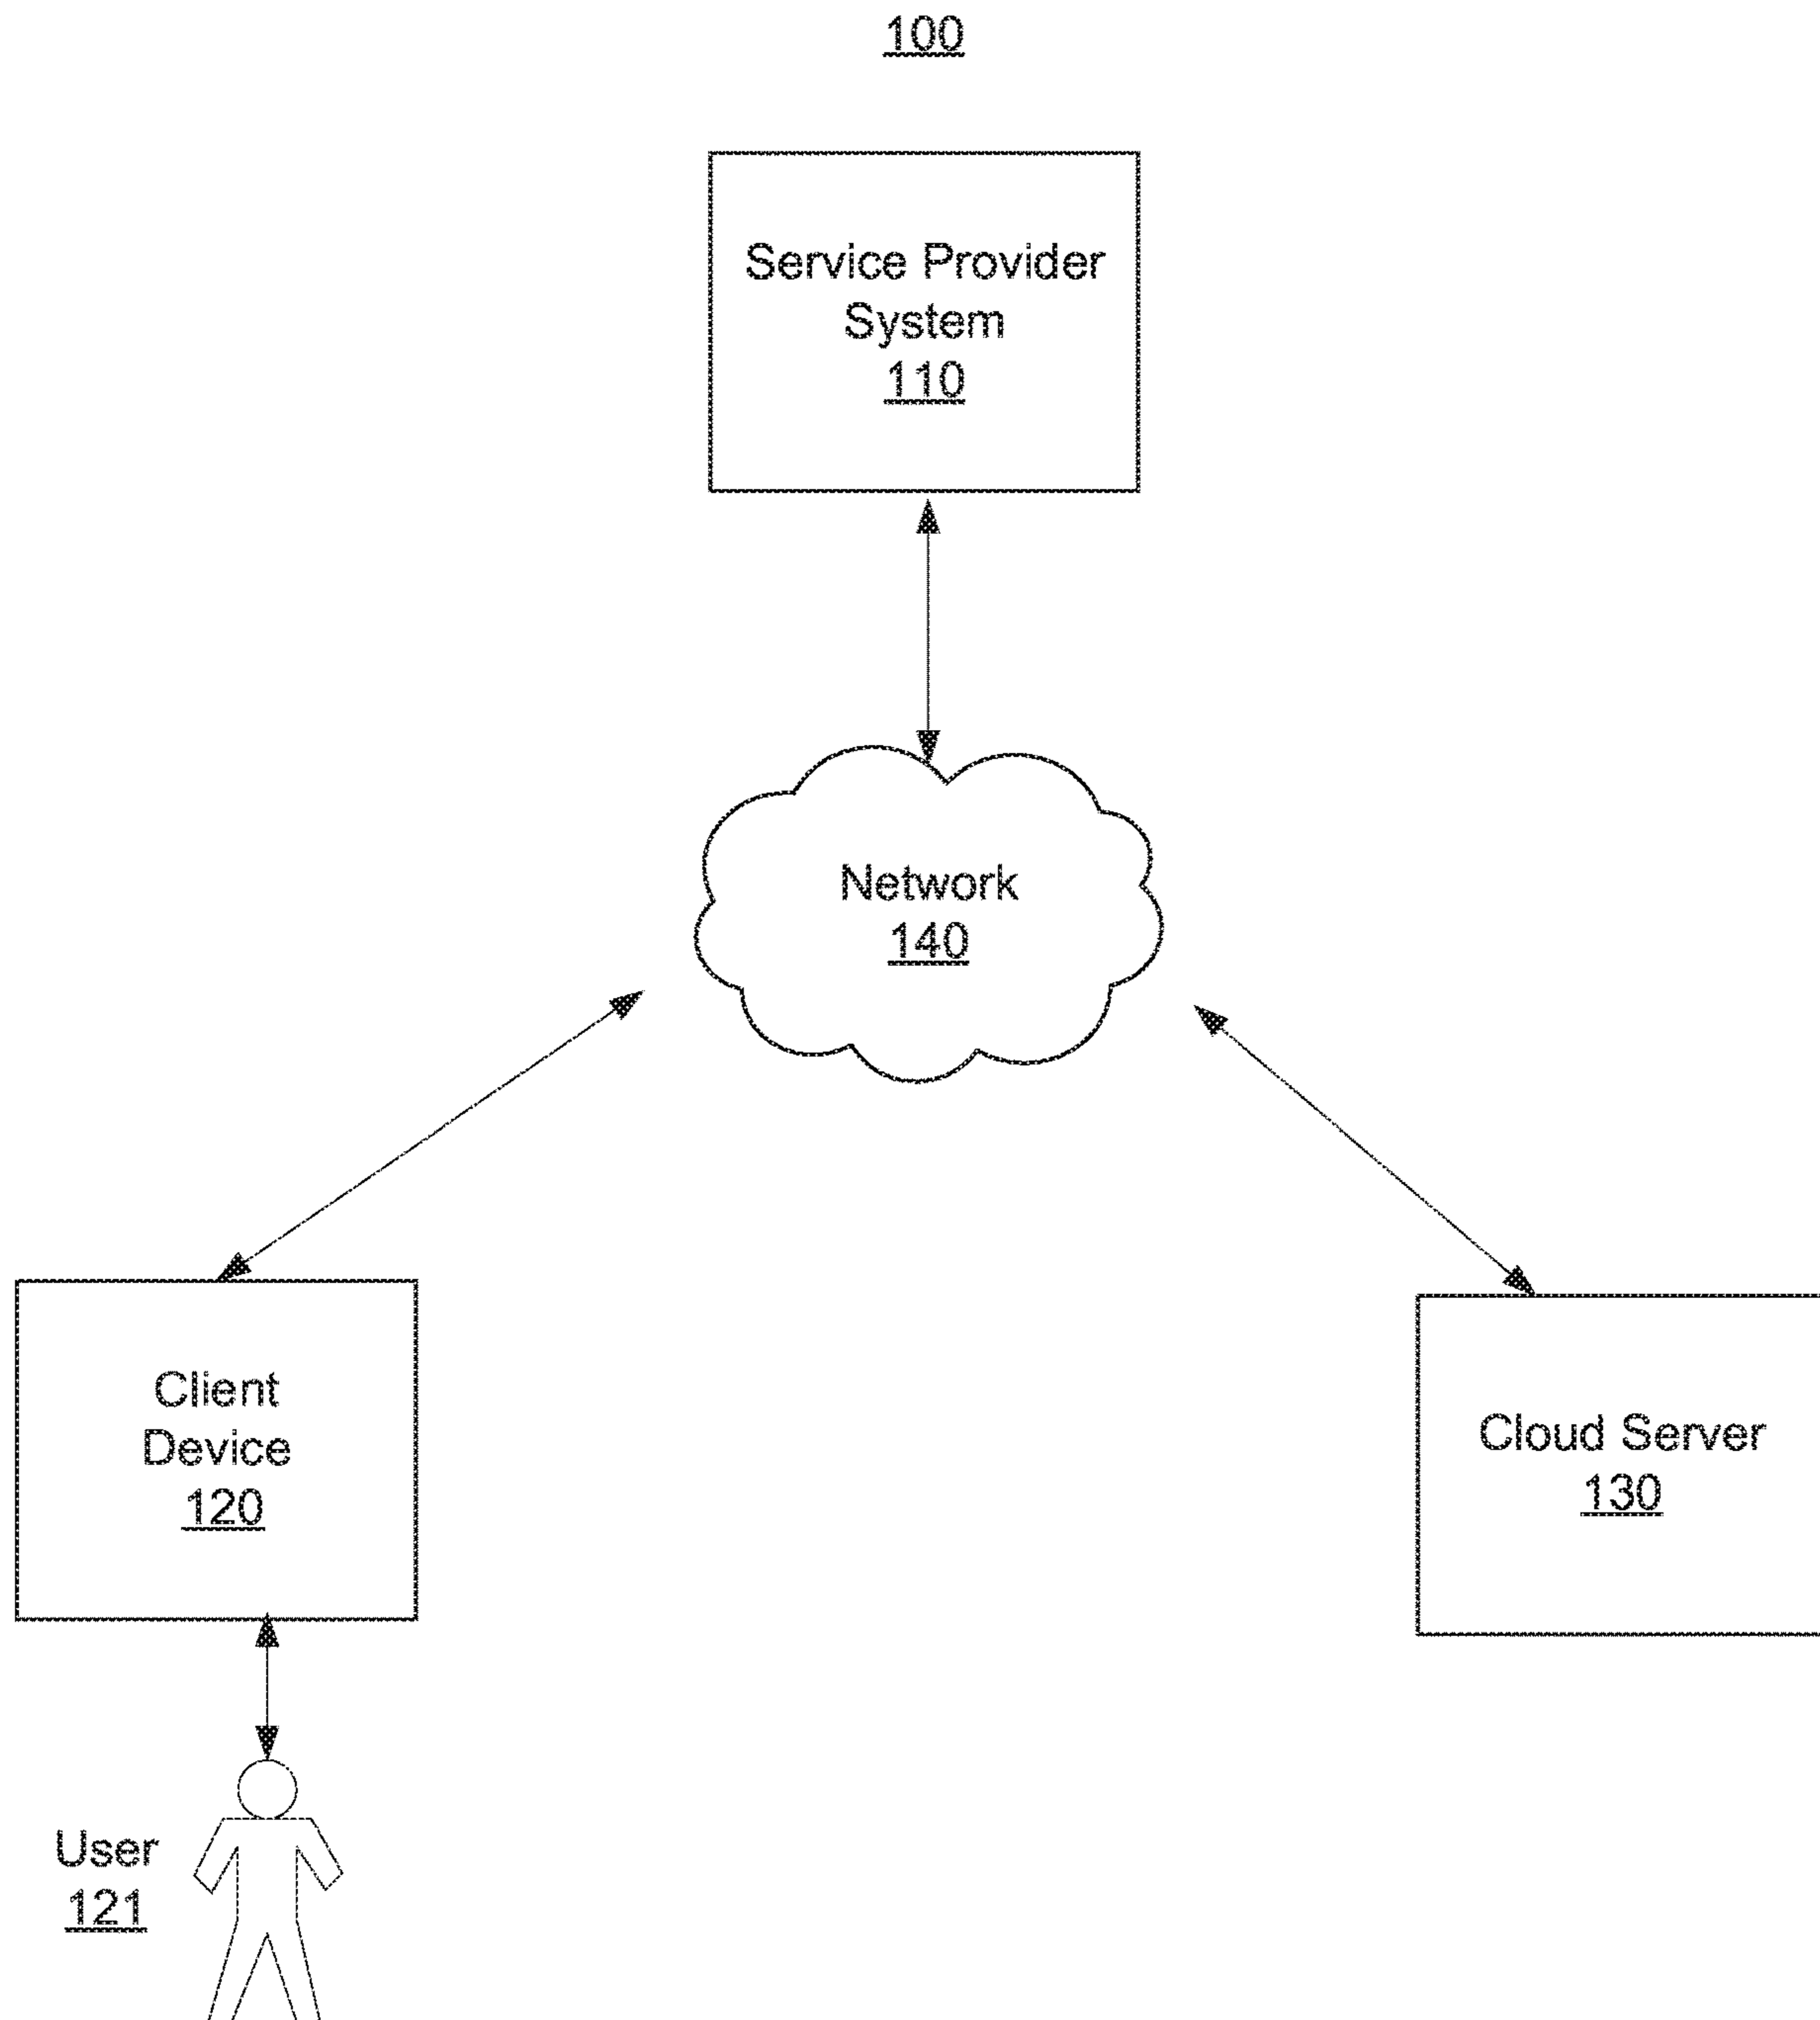 100
Service Provider
System
110
Network
140
Client
Device
120
Cloud Server
130
User
121